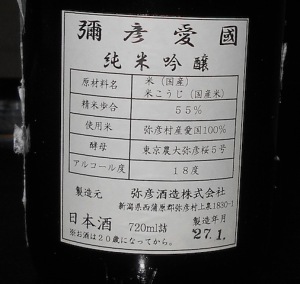 彌彦愛國
純米吟醸
原材料名 米(国産)
米こうじ(国産米)
精米歩合 55%
使用米 弥彦村産愛国100%
酵母 東京農大弥彦桜5号
アルコール度 18度
製造元 弥彦酒造株式会社
新潟県西蒲原郡弥彦村上泉1830-1
日本酒 720ml詰 製造年月
27.1.
※お酒は20歳になってから。